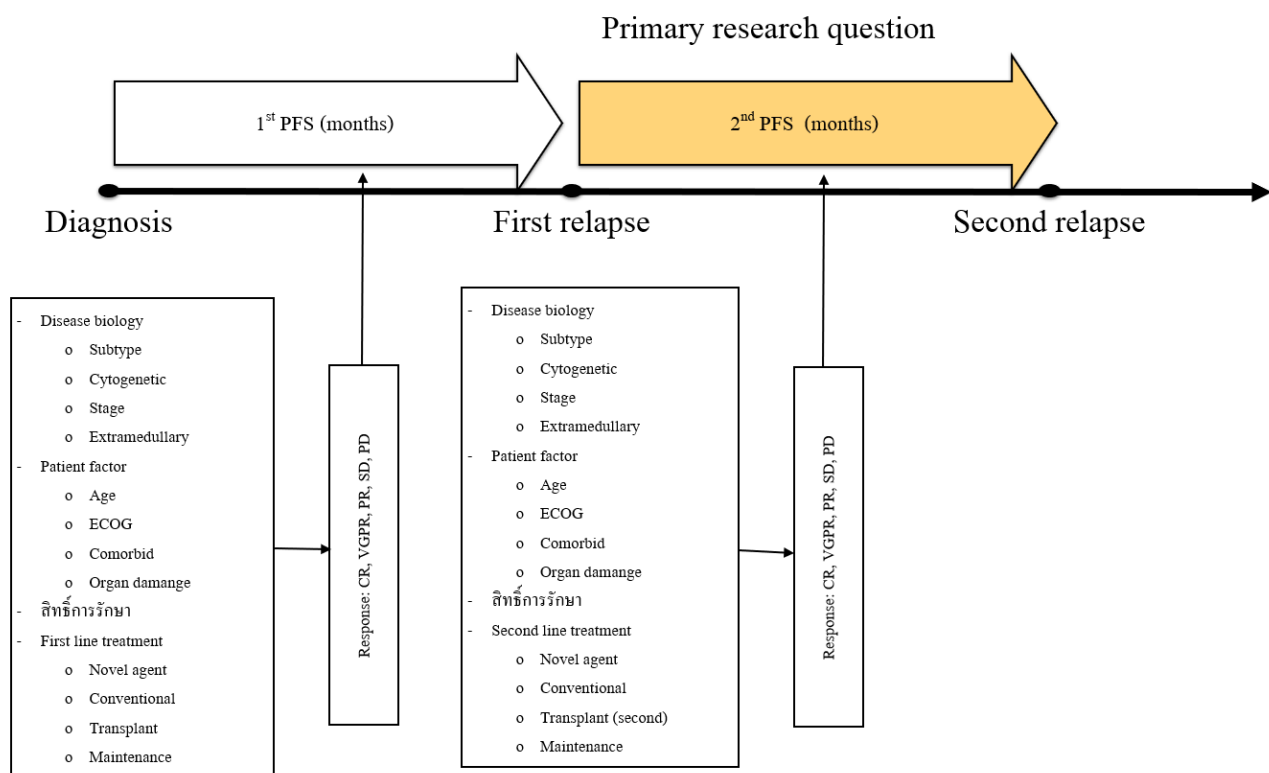 Primary research question
1st PFS (months)
2nd PFS (months)
Diagnosis
First relapse
Second relapse
- Disease biology
o Subtype
o Cytogenetic
o Stage
o Extramedullary
- Patient factor
o Age
o ECOG
o Comorbid
o Organ damange
- สิทธิ์การรักษา
- First line treatment
o Novel agent
o Conventional
o Transplant
o Maintenance
Response: CR, VGPR, PR, SD, PD
- Disease biology
o Subtype
o Cytogenetic
o Stage
o Extramedullary
- Patient factor
o Age
o ECOG
o Comorbid
o Organ damange
- สิทธิ์การรักษา
- Second line treatment
o Novel agent
o Conventional
o Transplant (second)
o Maintenance
Response: CR, VGPR, PR, SD, PD